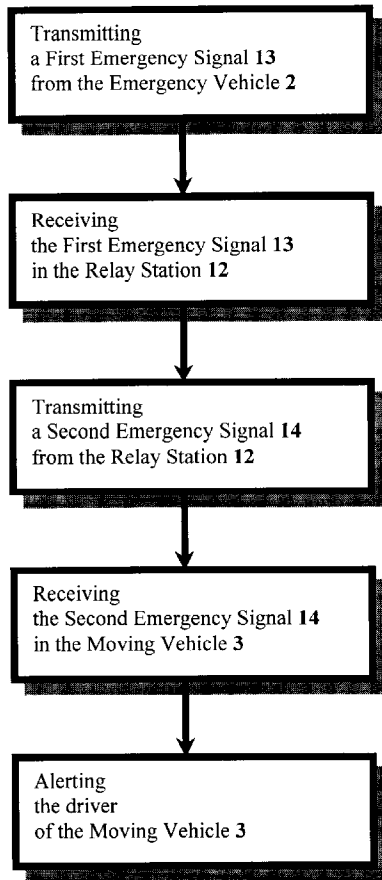 Transmitting
a First Emergency Signal 13
from the Emergency Vehicle 2
Receiving
the First Emergency Signal 13
in the Relay Station 12
Transmitting
a Second Emergency Signal 14
from the Relay Station 12
Receiving
the Second Emergency Signal 14
in the Moving Vehicle 3
Alerting
the driver
of the Moving Vehicle 3